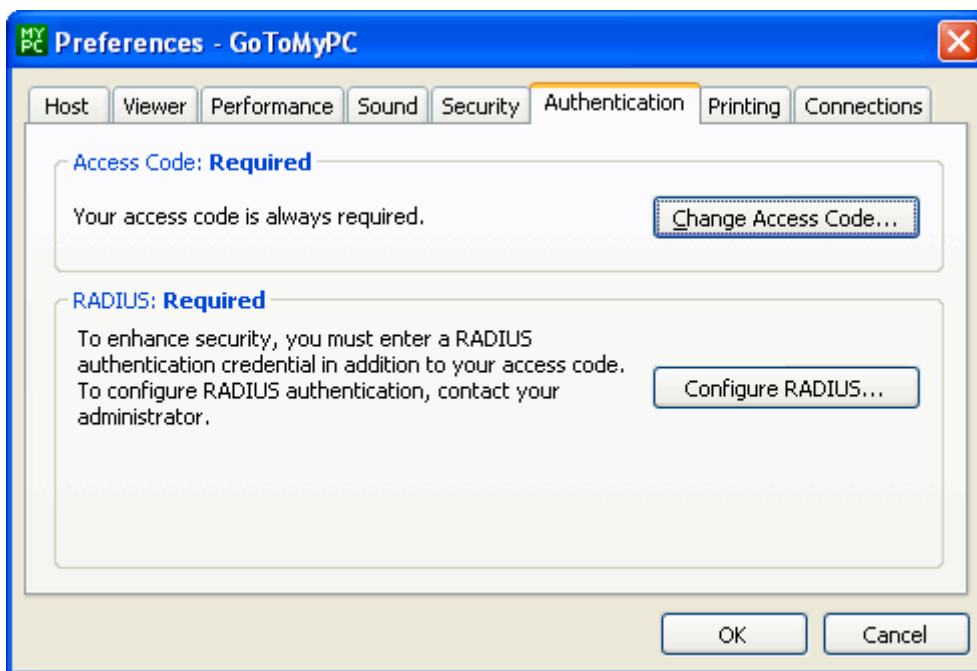 MY PC Preferences - GoToMyPC
Host Viewer Performance Sound Security Authentication Printing Connections
Access Code: Required
Your access code is always required.
Change Access Code...
RADIUS: Required
To enhance security, you must enter a RADIUS
authentication credential in addition to your access code.
To configure RADIUS authentication, contact your
administrator.
Configure RADIUS...
OK Cancel